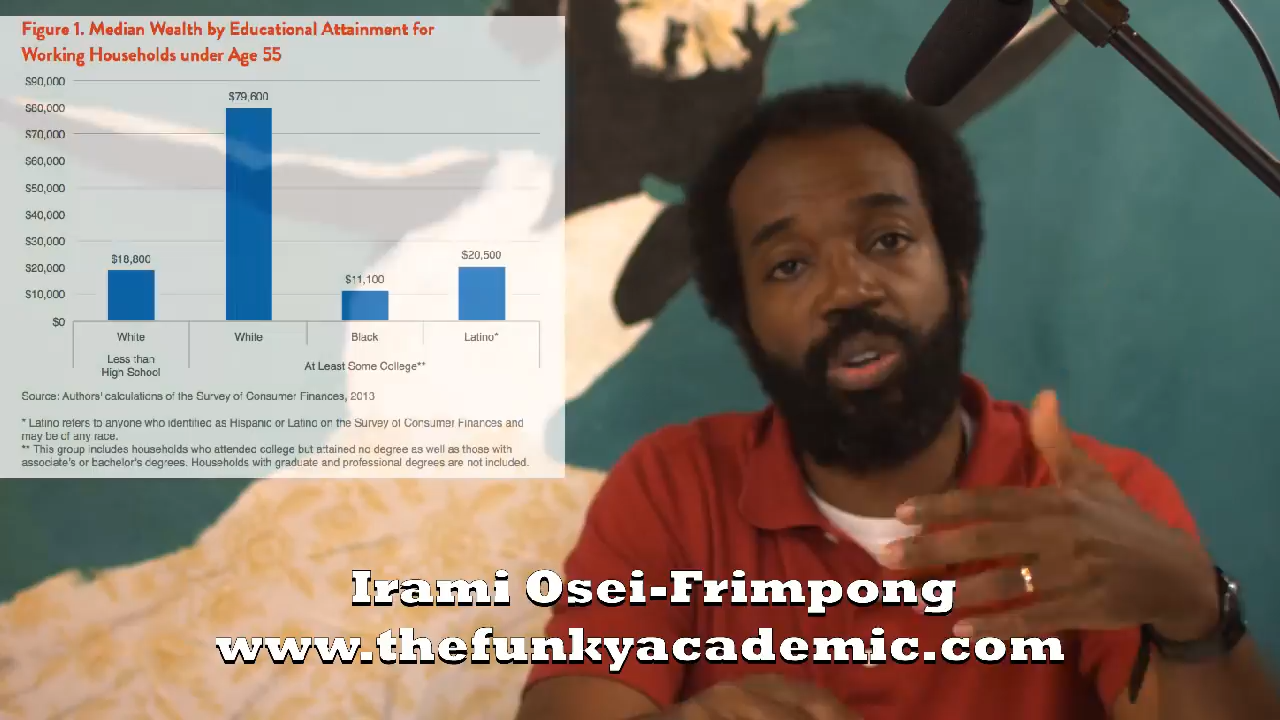 Figure 1. Median Wealth by Educational Attainment for
Working Households under Age 55
$90,000
$80,000
$70,000
$60,000
$50,000
$40,000
$30,000
$20,000
$10,000
$0
$18,800
$79,600
$11,100
$20,500
White
White
Black
Latino*
Less than
High School
At Least Some College**
Source: Authors' calculations of the Survey of Consumer Finances, 2013
* Latino refers to anyone who identified as Hispanic or Latino on the Survey of Consumer Finances and
may be of any race.
** This group includes households who attended college but attained no degree as well as those with
associate's or bachelor's degrees. Households with graduate and professional degrees are not included.
Irami Osei-Frimpong
www.thefunkyacademic.com